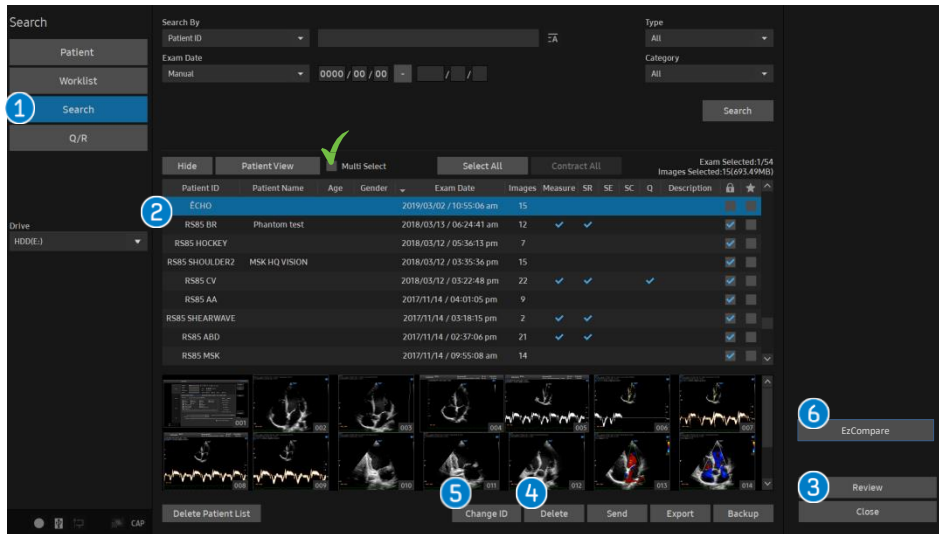 Search
Patient
Worklist
1
Search
Q/R
Drive
HDD(E:)
CAP
Search By
Patient ID
Type
All
Exam Date
Manual
0000 / 00 / 00 - / /
Category
All
Search
Hide
Patient View
Multi Select
Select All
Contract All
Exam Selected:1/54
Images Selected:15(693.49MB)
Patient ID Patient Name Age Gender Exam Date Images Measure SR SE SC Q Description
2
ÉCHO 2019/03/02 / 10:55:06 am 15
RS85 BR Phantom test 2018/03/13 / 06:24:41 am 12
RS85 HOCKEY 2018/03/12 / 05:36:13 pm 7
RS85 SHOULDER2 MSK HQ VISION 2018/03/12 / 03:35:36 pm 15
RS85 CV 2018/03/12 / 03:22:48 pm 22
RS85 AA 2017/11/14 / 04:01:05 pm 9
RS85 SHEARWAVE 2017/11/14 / 03:18:15 pm 2
RS85 ABD 2017/11/14 / 02:37:06 pm 21
RS85 MSK 2017/11/14 / 09:55:08 am 14
001 002 003 004 005 006 007
008 009 010 011 012 013 014
5 4
Delete Patient List
Change ID
Delete
Send
Export
Backup
6
EzCompare
3
Review
Close